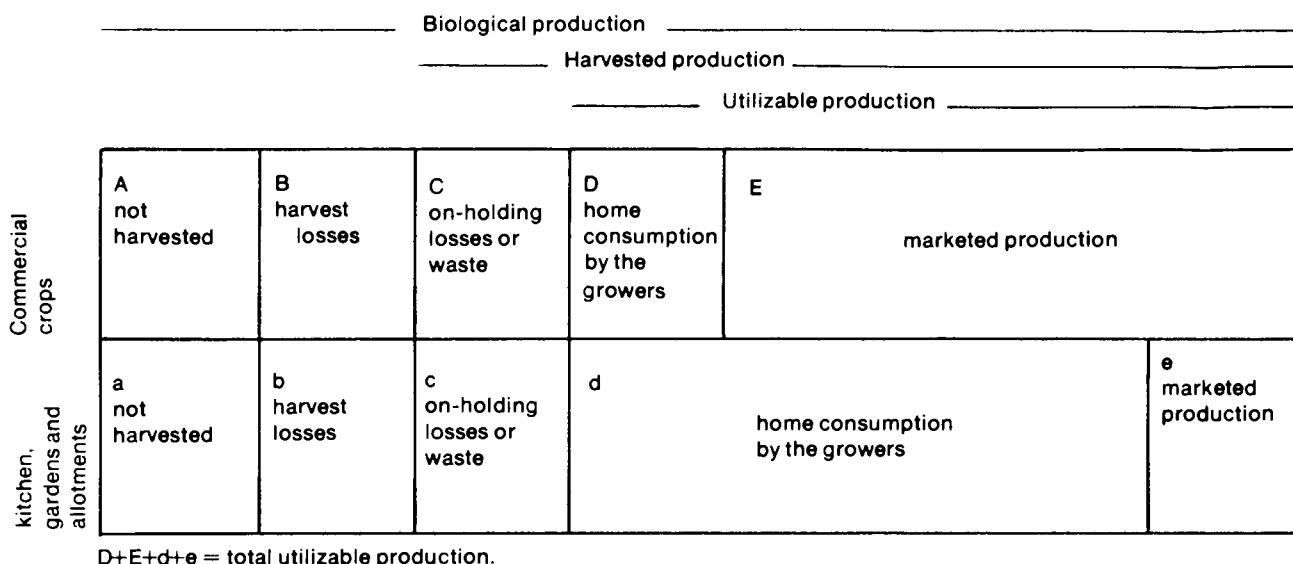 Biological production
Harvested production
Utilizable production
Commercial
crops
A
not
harvested
B
harvest
losses
C
on-holding
losses or
waste
D
home
consumption
by the
growers
E
marketed production
kitchen,
gardens and
allotments
a
not
harvested
b
harvest
losses
c
on-holding
losses or
waste
d
home consumption
by the growers
e
marketed
production
D+E+d+e = total utilizable production.